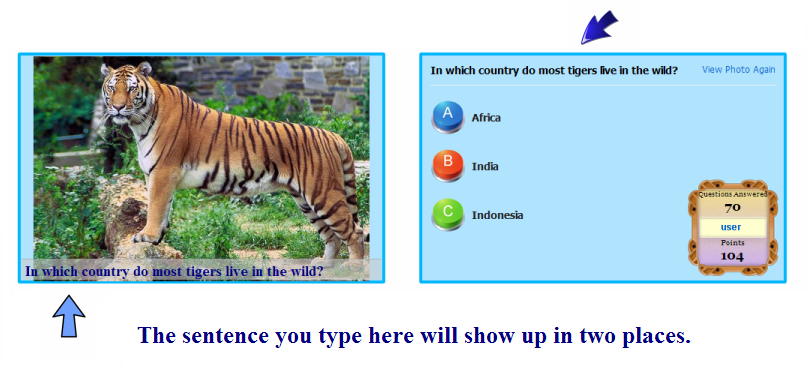 In which country do most tigers live in the wild?
In which country do most tigers live in the wild? View Photo Again
A Africa
B India
C Indonesia
Questions Answered
70
user
Points
104
The sentence you type here will show up in two places.